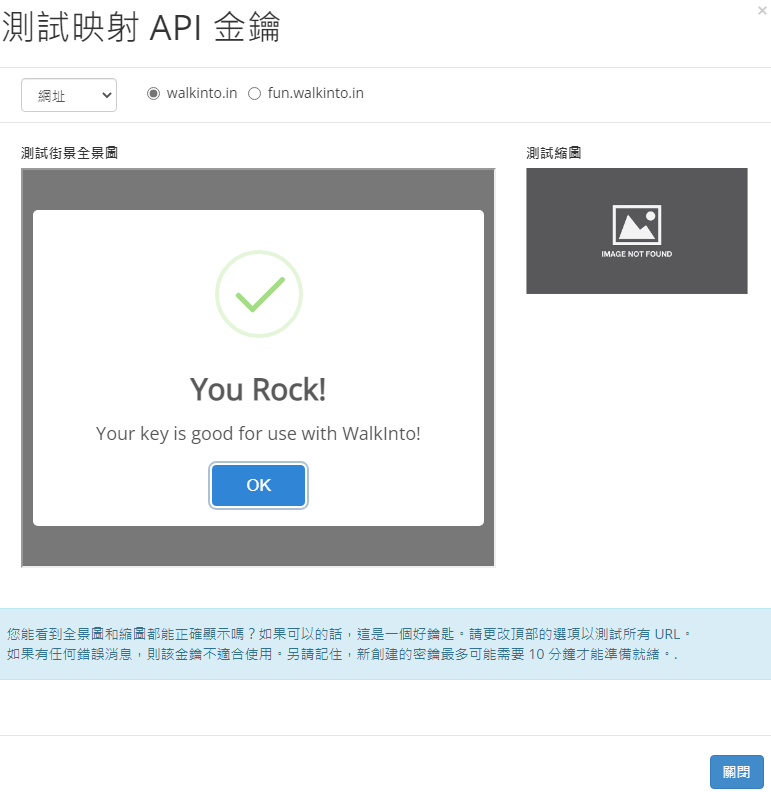 測試映射 API 金鑰
×
網址
walkinto.in
fun.walkinto.in
測試街景全景圖
測試縮圖
IMAGE NOT FOUND
You Rock!
Your key is good for use with WalkInto!
OK
您能看到全景圖和縮圖都能正確顯示嗎？如果可以的話，這是一個好鑰匙。請更改頂部的選項以測試所有 URL。
如果有任何錯誤消息，則該金鑰不適合使用。另請記住，新創建的密鑰最多可能需要 10 分鐘才能準備就緒。.
關閉